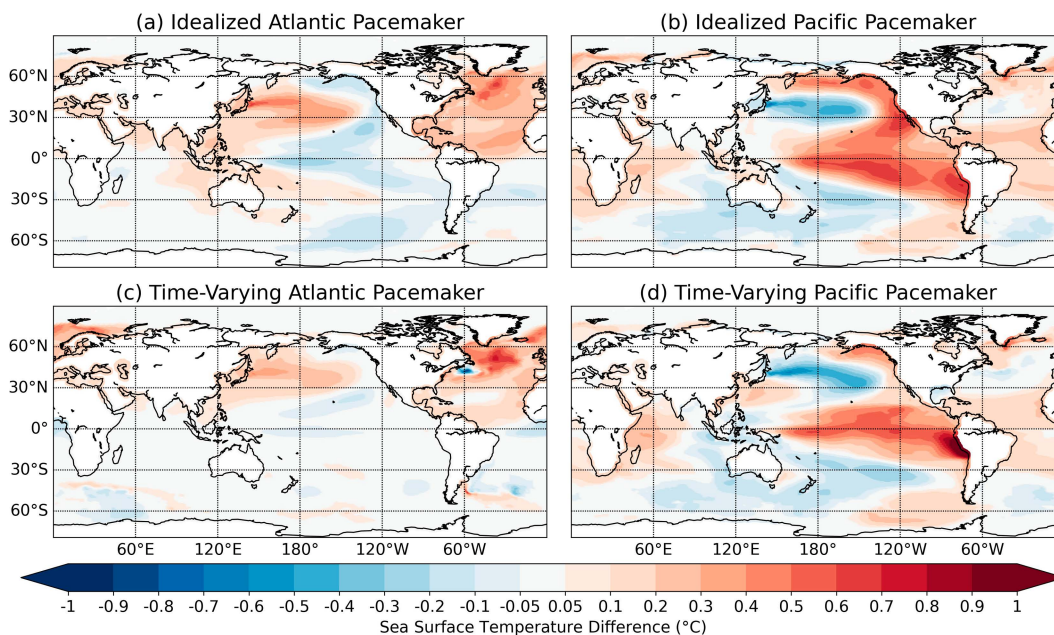 (a) Idealized Atlantic Pacemaker
(b) Idealized Pacific Pacemaker
60°N
30°N
0°
30°S
60°S
(c) Time-Varying Atlantic Pacemaker
(d) Time-Varying Pacific Pacemaker
60°N
30°N
0°
30°S
60°S
60°E 120°E 180° 120°W 60°W
60°E 120°E 180° 120°W 60°W
-1 -0.9 -0.8 -0.7 -0.6 -0.5 -0.4 -0.3 -0.2 -0.1 -0.05 0.05 0.1 0.2 0.3 0.4 0.5 0.6 0.7 0.8 0.9 1
Sea Surface Temperature Difference (°C)